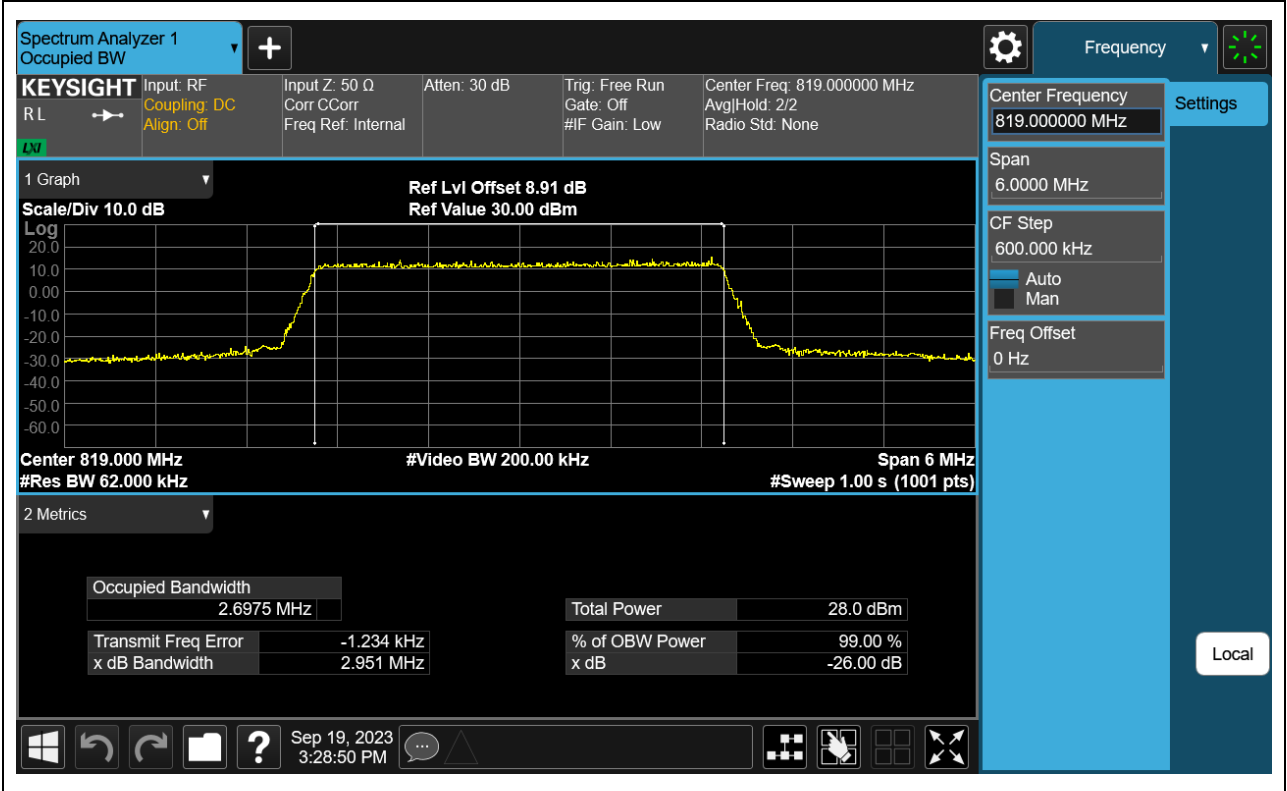 Spectrum Analyzer 1
Occupied BW
+
Frequency
KEYSIGHT
R L
LXI
Input: RF
Coupling: DC
Align: Off
Input Z: 50 Ω
Corr CCorr
Freq Ref: Internal
Atten: 30 dB
Trig: Free Run
Gate: Off
#IF Gain: Low
Center Freq: 819.000000 MHz
Avg|Hold: 2/2
Radio Std: None
Center Frequency
819.000000 MHz
Settings
Span
6.0000 MHz
CF Step
600.000 kHz
Auto
Man
Freq Offset
0 Hz
Local
1 Graph
Scale/Div 10.0 dB
Ref Lvl Offset 8.91 dB
Ref Value 30.00 dBm
Log
20.0
10.0
0.00
-10.0
-20.0
-30.0
-40.0
-50.0
-60.0
Center 819.000 MHz
#Video BW 200.00 kHz
Span 6 MHz
#Res BW 62.000 kHz
#Sweep 1.00 s (1001 pts)
2 Metrics
Occupied Bandwidth
2.6975 MHz
Total Power 28.0 dBm
Transmit Freq Error -1.234 kHz
% of OBW Power 99.00 %
x dB Bandwidth 2.951 MHz
x dB -26.00 dB
?
Sep 19, 2023
3:28:50 PM